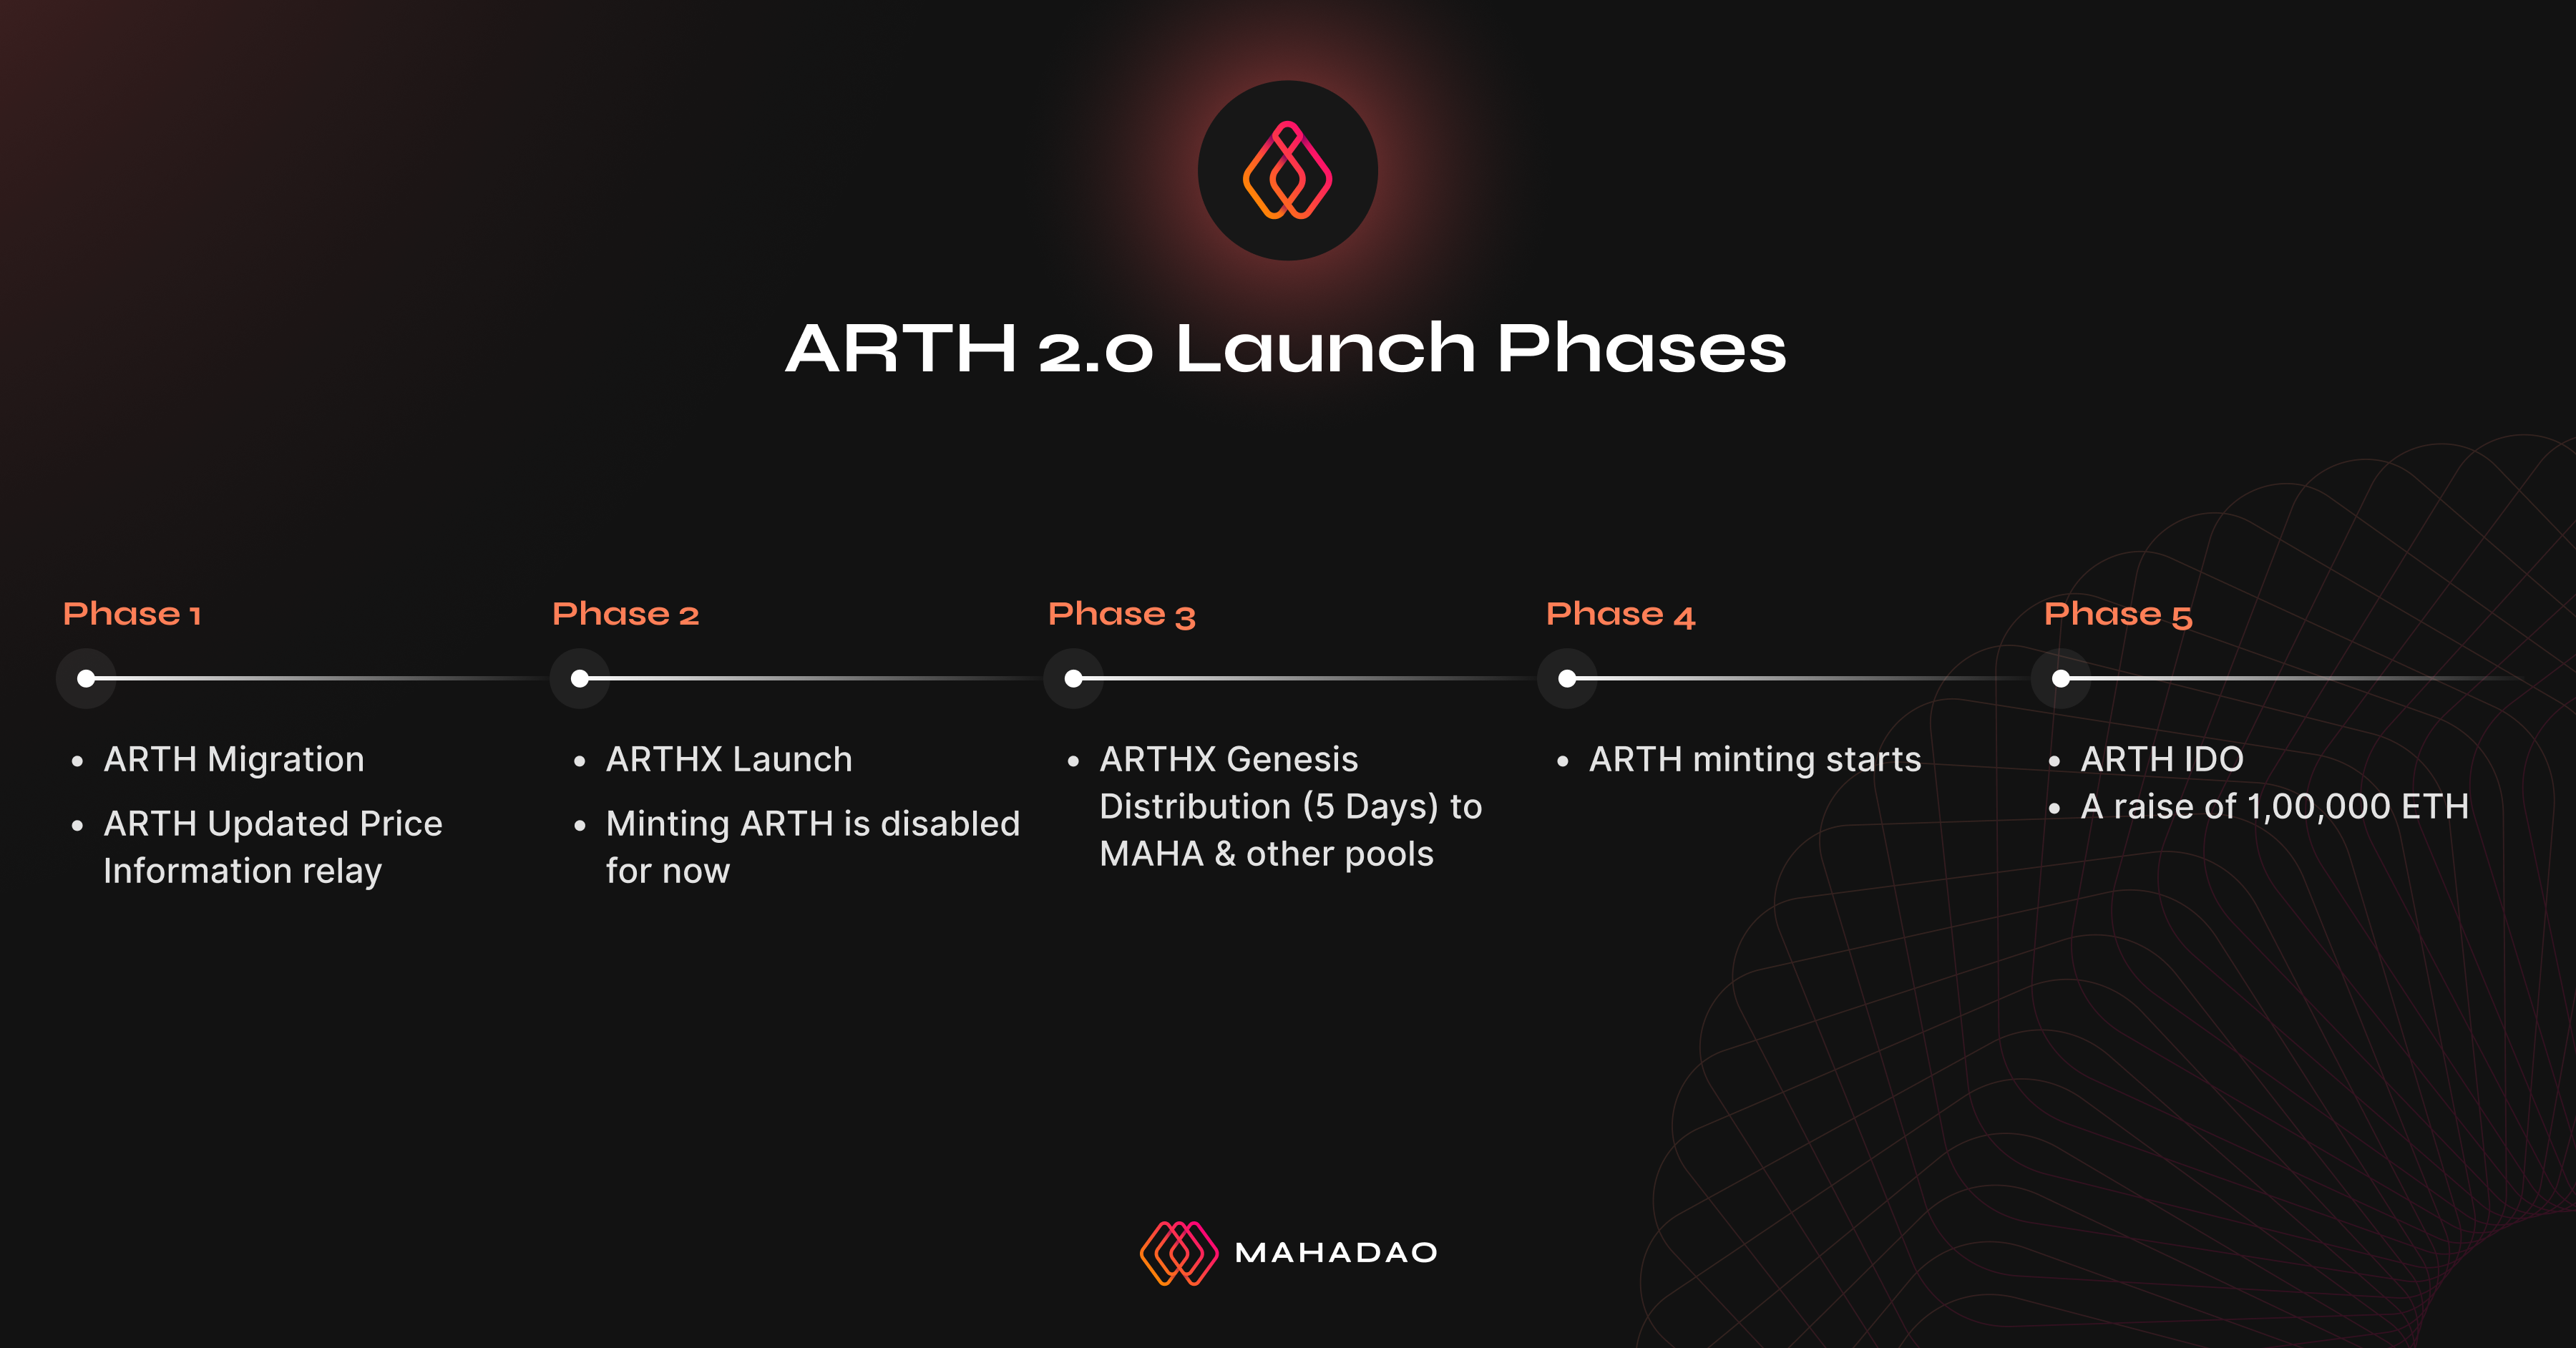 ARTH 2.0 Launch Phases
Phase 1
• ARTH Migration
• ARTH Updated Price
Information relay
Phase 2
• ARTHX Launch
• Minting ARTH is disabled
for now
Phase 3
• ARTHX Genesis
Distribution (5 Days) to
MAHA & other pools
Phase 4
• ARTH minting starts
Phase 5
• ARTH IDO
• A raise of 1,00,000 ETH
MAHADAO